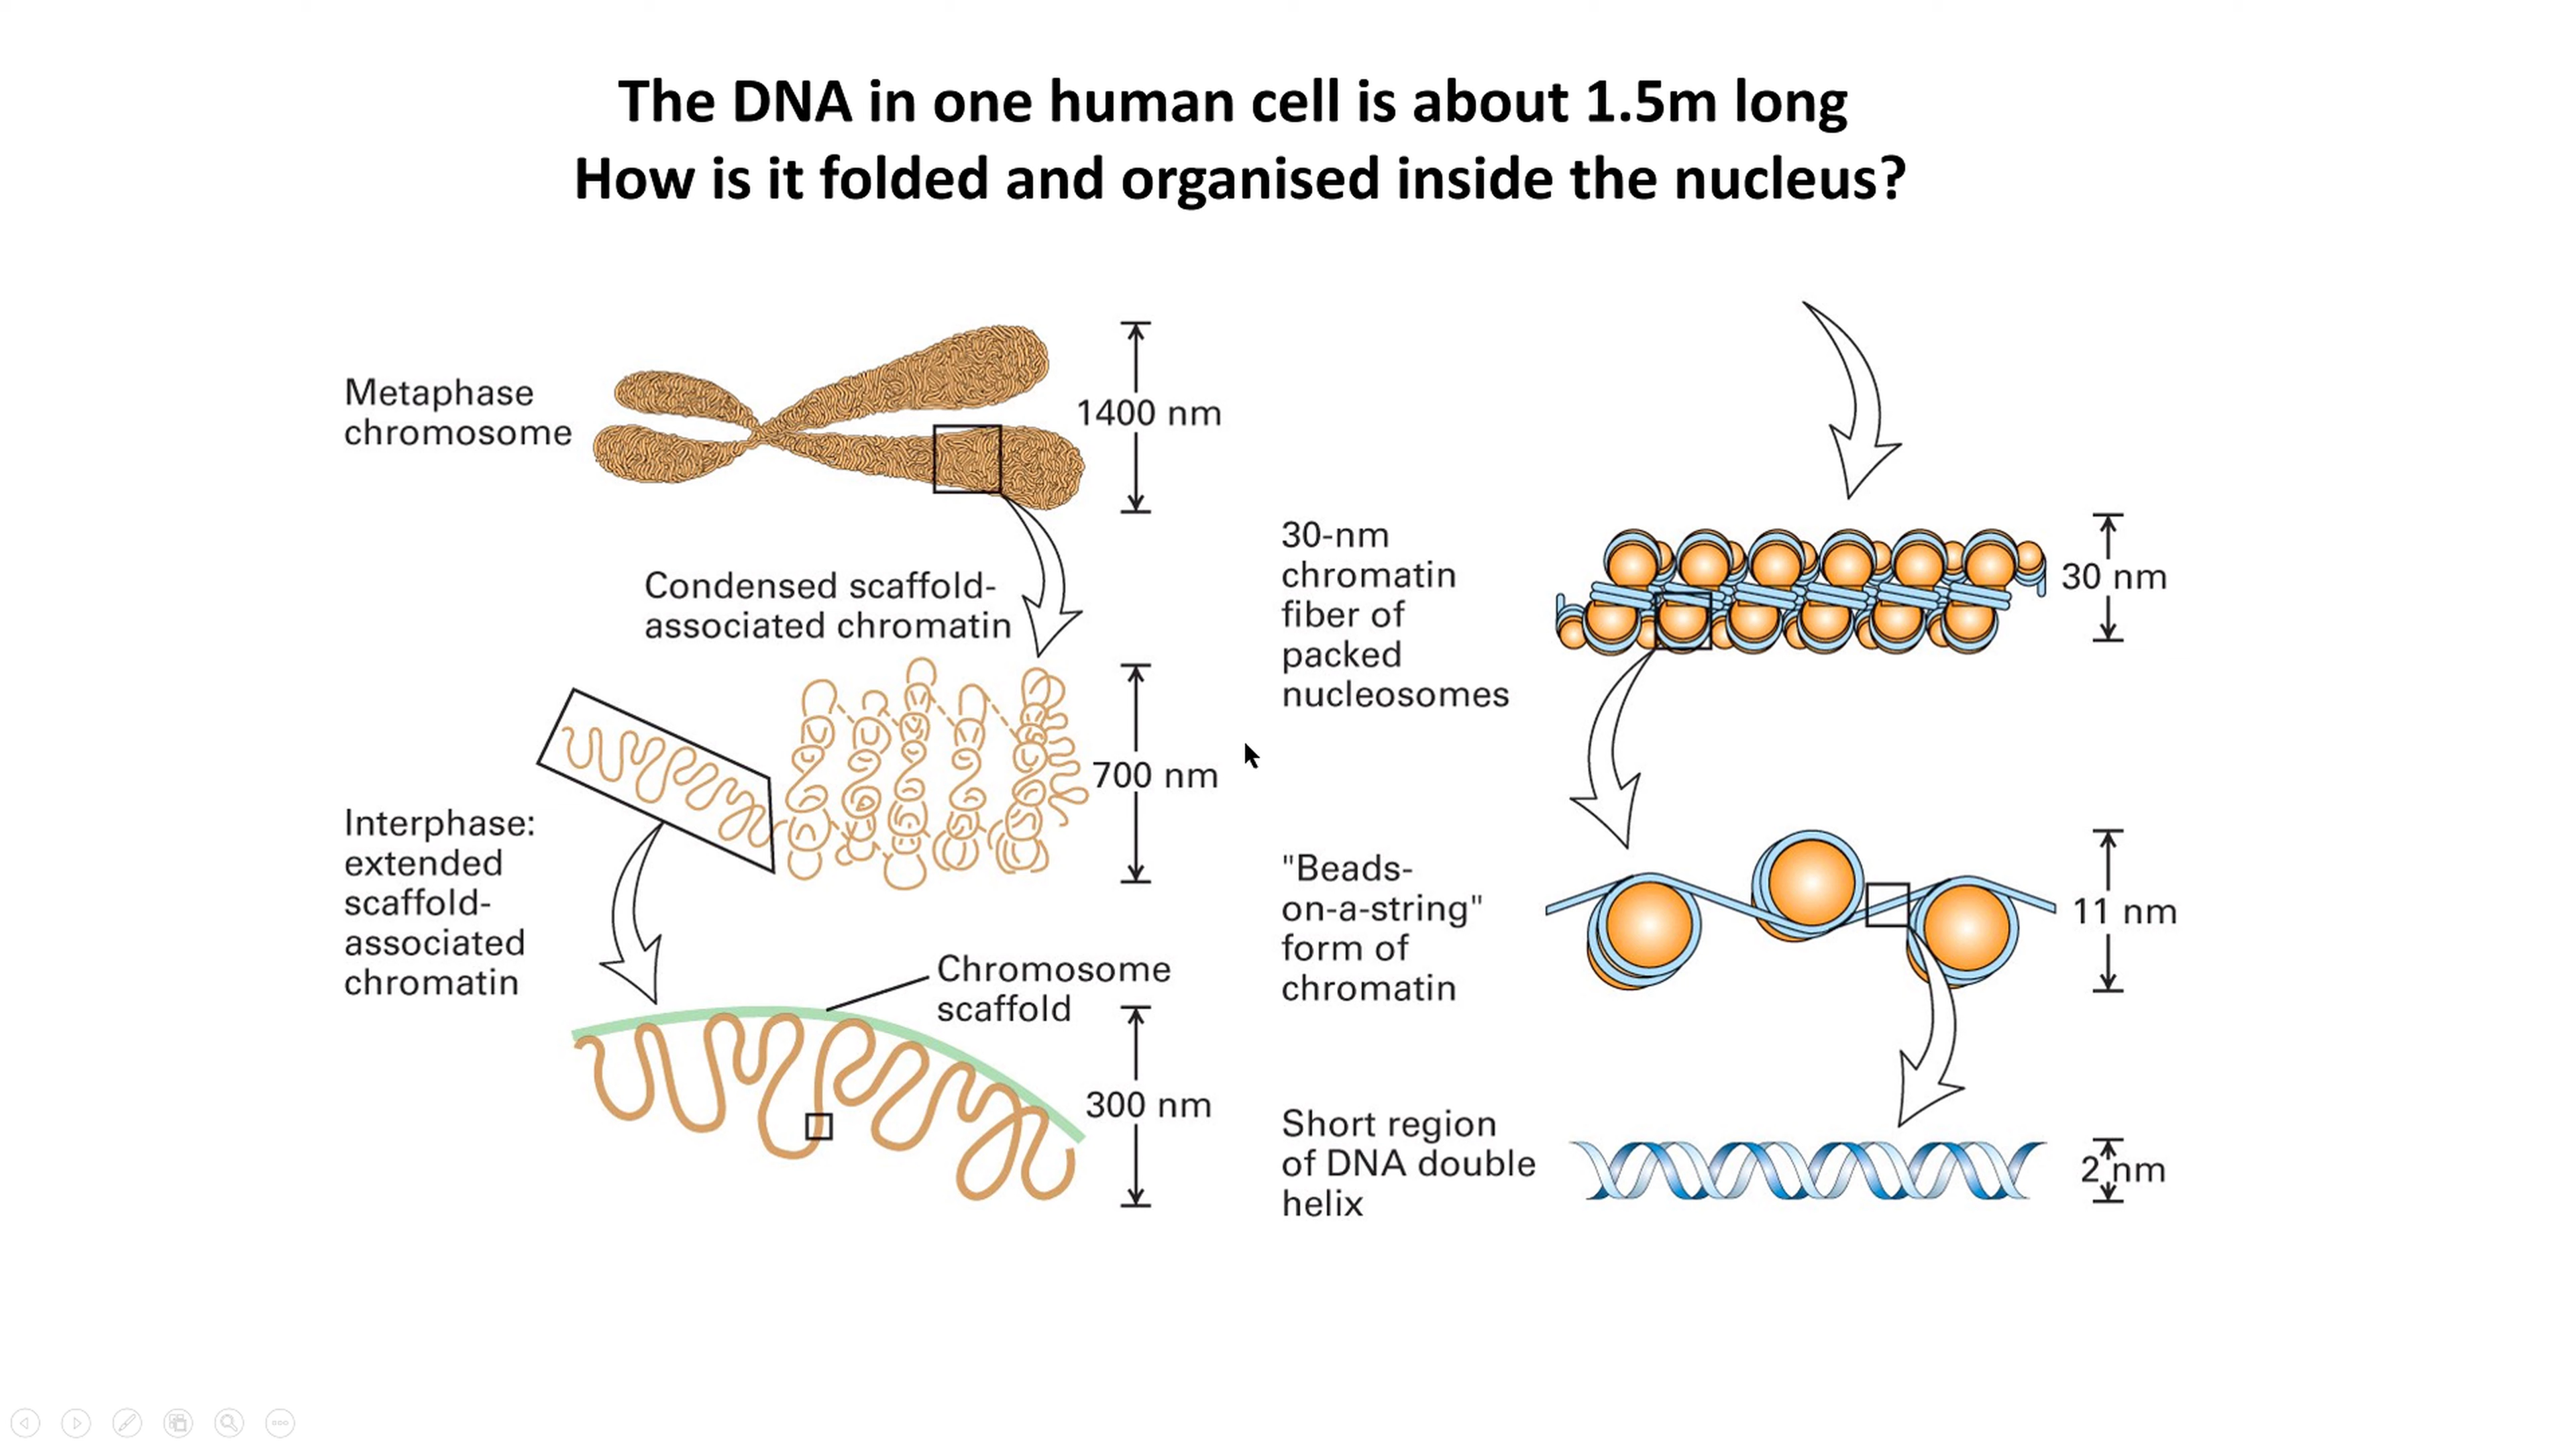 The DNA in one human cell is about 1.5m long
How is it folded and organised inside the nucleus?
Metaphase
chromosome
1400 nm
Condensed scaffold-
associated chromatin
700 nm
Interphase:
extended
scaffold-
associated
chromatin
Chromosome
scaffold
300 nm
30-nm
chromatin
fiber of
packed
nucleosomes
30 nm
"Beads-
on-a-string"
form of
chromatin
11 nm
Short region
of DNA double
helix
2 nm